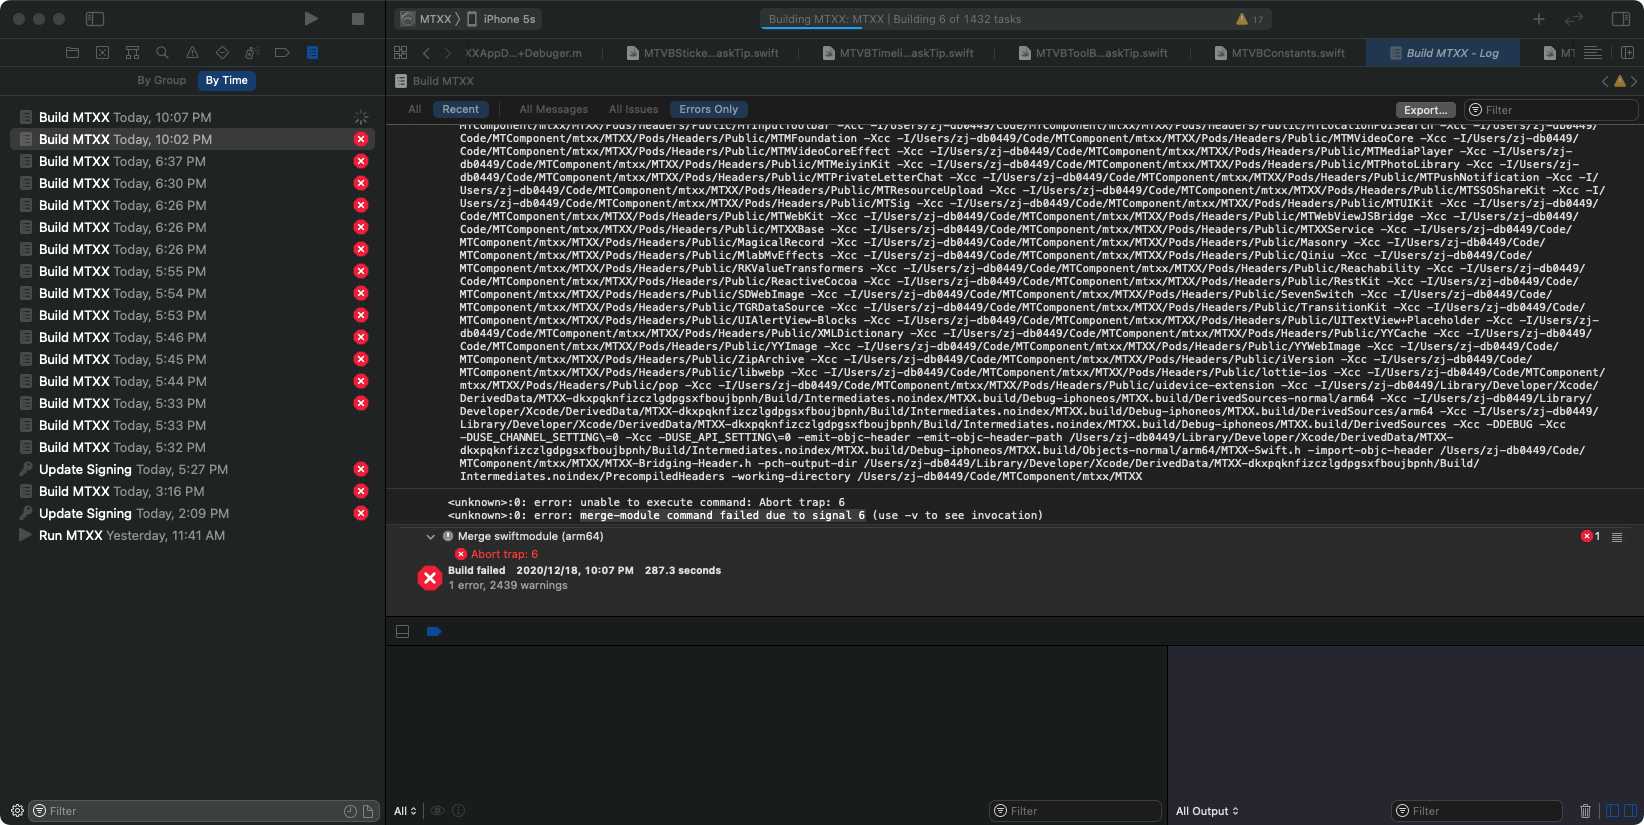 MTXX 〉 iPhone 5s
Building MTXX: MTXX | Building 6 of 1432 tasks
17
XXAppD...+Debuger.m
MTVBSticke...askTip.swift
MTVBTimeli...askTip.swift
MTVBToolB...askTip.swift
MTVBConstants.swift
Build MTXX - Log
MT
By Group
By Time
Build MTXX
All
Recent
All Messages
All Issues
Errors Only
Export...
Filter
Build MTXX Today, 10:07 PM
Build MTXX Today, 10:02 PM
Build MTXX Today, 6:37 PM
Build MTXX Today, 6:30 PM
Build MTXX Today, 6:26 PM
Build MTXX Today, 6:26 PM
Build MTXX Today, 6:26 PM
Build MTXX Today, 5:55 PM
Build MTXX Today, 5:54 PM
Build MTXX Today, 5:53 PM
Build MTXX Today, 5:46 PM
Build MTXX Today, 5:45 PM
Build MTXX Today, 5:44 PM
Build MTXX Today, 5:33 PM
Build MTXX Today, 5:33 PM
Build MTXX Today, 5:32 PM
Update Signing Today, 5:27 PM
Build MTXX Today, 3:16 PM
Update Signing Today, 2:09 PM
Run MTXX Yesterday, 11:41 AM
MTComponent/mtxx/MTXX/Pods/Headers/Public/MTInputToolbar -Xcc -I/Users/zj-db0449/Code/MTComponent/mtxx/MTXX/Pods/Headers/Public/MTLocationPoiSearch -Xcc -I/Users/zj-db0449/
Code/MTComponent/mtxx/MTXX/Pods/Headers/Public/MTMFoundation -Xcc -I/Users/zj-db0449/Code/MTComponent/mtxx/MTXX/Pods/Headers/Public/MTMVideoCore -Xcc -I/Users/zj-db0449/
Code/MTComponent/mtxx/MTXX/Pods/Headers/Public/MTMVideoCoreEffect -Xcc -I/Users/zj-db0449/Code/MTComponent/mtxx/MTXX/Pods/Headers/Public/MTMediaPlayer -Xcc -I/Users/zj-
db0449/Code/MTComponent/mtxx/MTXX/Pods/Headers/Public/MTMeiyinKit -Xcc -I/Users/zj-db0449/Code/MTComponent/mtxx/MTXX/Pods/Headers/Public/MTPhotoLibrary -Xcc -I/Users/zj-
db0449/Code/MTComponent/mtxx/MTXX/Pods/Headers/Public/MTPrivateLetterChat -Xcc -I/Users/zj-db0449/Code/MTComponent/mtxx/MTXX/Pods/Headers/Public/MTPushNotification -Xcc -I/
Users/zj-db0449/Code/MTComponent/mtxx/MTXX/Pods/Headers/Public/MTResourceUpload -Xcc -I/Users/zj-db0449/Code/MTComponent/mtxx/MTXX/Pods/Headers/Public/MTSSOShareKit -Xcc -I/
Users/zj-db0449/Code/MTComponent/mtxx/MTXX/Pods/Headers/Public/MTSig -Xcc -I/Users/zj-db0449/Code/MTComponent/mtxx/MTXX/Pods/Headers/Public/MTUIKit -Xcc -I/Users/zj-db0449/
Code/MTComponent/mtxx/MTXX/Pods/Headers/Public/MTWebKit -Xcc -I/Users/zj-db0449/Code/MTComponent/mtxx/MTXX/Pods/Headers/Public/MTWebViewJSBridge -Xcc -I/Users/zj-db0449/
Code/MTComponent/mtxx/MTXX/Pods/Headers/Public/MTXXBase -Xcc -I/Users/zj-db0449/Code/MTComponent/mtxx/MTXX/Pods/Headers/Public/MTXXService -Xcc -I/Users/zj-db0449/Code/
MTComponent/mtxx/MTXX/Pods/Headers/Public/MagicalRecord -Xcc -I/Users/zj-db0449/Code/MTComponent/mtxx/MTXX/Pods/Headers/Public/Masonry -Xcc -I/Users/zj-db0449/Code/
MTComponent/mtxx/MTXX/Pods/Headers/Public/MlabMvEffects -Xcc -I/Users/zj-db0449/Code/MTComponent/mtxx/MTXX/Pods/Headers/Public/Qiniu -Xcc -I/Users/zj-db0449/Code/
MTComponent/mtxx/MTXX/Pods/Headers/Public/RKValueTransformers -Xcc -I/Users/zj-db0449/Code/MTComponent/mtxx/MTXX/Pods/Headers/Public/Reachability -Xcc -I/Users/zj-db0449/
Code/MTComponent/mtxx/MTXX/Pods/Headers/Public/ReactiveCocoa -Xcc -I/Users/zj-db0449/Code/MTComponent/mtxx/MTXX/Pods/Headers/Public/RestKit -Xcc -I/Users/zj-db0449/Code/
MTComponent/mtxx/MTXX/Pods/Headers/Public/SDWebImage -Xcc -I/Users/zj-db0449/Code/MTComponent/mtxx/MTXX/Pods/Headers/Public/SevenSwitch -Xcc -I/Users/zj-db0449/Code/
MTComponent/mtxx/MTXX/Pods/Headers/Public/TGRDataSource -Xcc -I/Users/zj-db0449/Code/MTComponent/mtxx/MTXX/Pods/Headers/Public/TransitionKit -Xcc -I/Users/zj-db0449/Code/
MTComponent/mtxx/MTXX/Pods/Headers/Public/UIAlertView-Blocks -Xcc -I/Users/zj-db0449/Code/MTComponent/mtxx/MTXX/Pods/Headers/Public/UITextView+Placeholder -Xcc -I/Users/zj-
db0449/Code/MTComponent/mtxx/MTXX/Pods/Headers/Public/XMLDictionary -Xcc -I/Users/zj-db0449/Code/MTComponent/mtxx/MTXX/Pods/Headers/Public/YYCache -Xcc -I/Users/zj-db0449/
Code/MTComponent/mtxx/MTXX/Pods/Headers/Public/YYImage -Xcc -I/Users/zj-db0449/Code/MTComponent/mtxx/MTXX/Pods/Headers/Public/YYWebImage -Xcc -I/Users/zj-db0449/Code/
MTComponent/mtxx/MTXX/Pods/Headers/Public/ZipArchive -Xcc -I/Users/zj-db0449/Code/MTComponent/mtxx/MTXX/Pods/Headers/Public/iVersion -Xcc -I/Users/zj-db0449/Code/
MTComponent/mtxx/MTXX/Pods/Headers/Public/libwebp -Xcc -I/Users/zj-db0449/Code/MTComponent/mtxx/MTXX/Pods/Headers/Public/lottie-ios -Xcc -I/Users/zj-db0449/Code/MTComponent/
mtxx/MTXX/Pods/Headers/Public/pop -Xcc -I/Users/zj-db0449/Code/MTComponent/mtxx/MTXX/Pods/Headers/Public/uidevice-extension -Xcc -I/Users/zj-db0449/Library/Developer/Xcode/
DerivedData/MTXX-dkxpqknfizczlgdpgsxfboujbpnh/Build/Intermediates.noindex/MTXX.build/Debug-iphoneos/MTXX.build/DerivedSources-normal/arm64 -Xcc -I/Users/zj-db0449/Library/
Developer/Xcode/DerivedData/MTXX-dkxpqknfizczlgdpgsxfboujbpnh/Build/Intermediates.noindex/MTXX.build/Debug-iphoneos/MTXX.build/DerivedSources/arm64 -Xcc -I/Users/zj-db0449/
Library/Developer/Xcode/DerivedData/MTXX-dkxpqknfizczlgdpgsxfboujbpnh/Build/Intermediates.noindex/MTXX.build/Debug-iphoneos/MTXX.build/DerivedSources -Xcc -DDEBUG -Xcc
-DUSE_CHANNEL_SETTING\=0 -Xcc -DUSE_API_SETTING\=0 -emit-objc-header -emit-objc-header-path /Users/zj-db0449/Library/Developer/Xcode/DerivedData/MTXX-
dkxpqknfizczlgdpgsxfboujbpnh/Build/Intermediates.noindex/MTXX.build/Debug-iphoneos/MTXX.build/Objects-normal/arm64/MTXX-Swift.h -import-objc-header /Users/zj-db0449/Code/
MTComponent/mtxx/MTXX/MTXX-Bridging-Header.h -pch-output-dir /Users/zj-db0449/Library/Developer/Xcode/DerivedData/MTXX-dkxpqknfizczlgdpgsxfboujbpnh/Build/
Intermediates.noindex/PrecompiledHeaders -working-directory /Users/zj-db0449/Code/MTComponent/mtxx/MTXX
<unknown>:0: error: unable to execute command: Abort trap: 6
<unknown>:0: error: merge-module command failed due to signal 6 (use -v to see invocation)
Merge swiftmodule (arm64)
1
Abort trap: 6
Build failed 2020/12/18, 10:07 PM 287.3 seconds
1 error, 2439 warnings
Filter
All
Filter
All Output
Filter